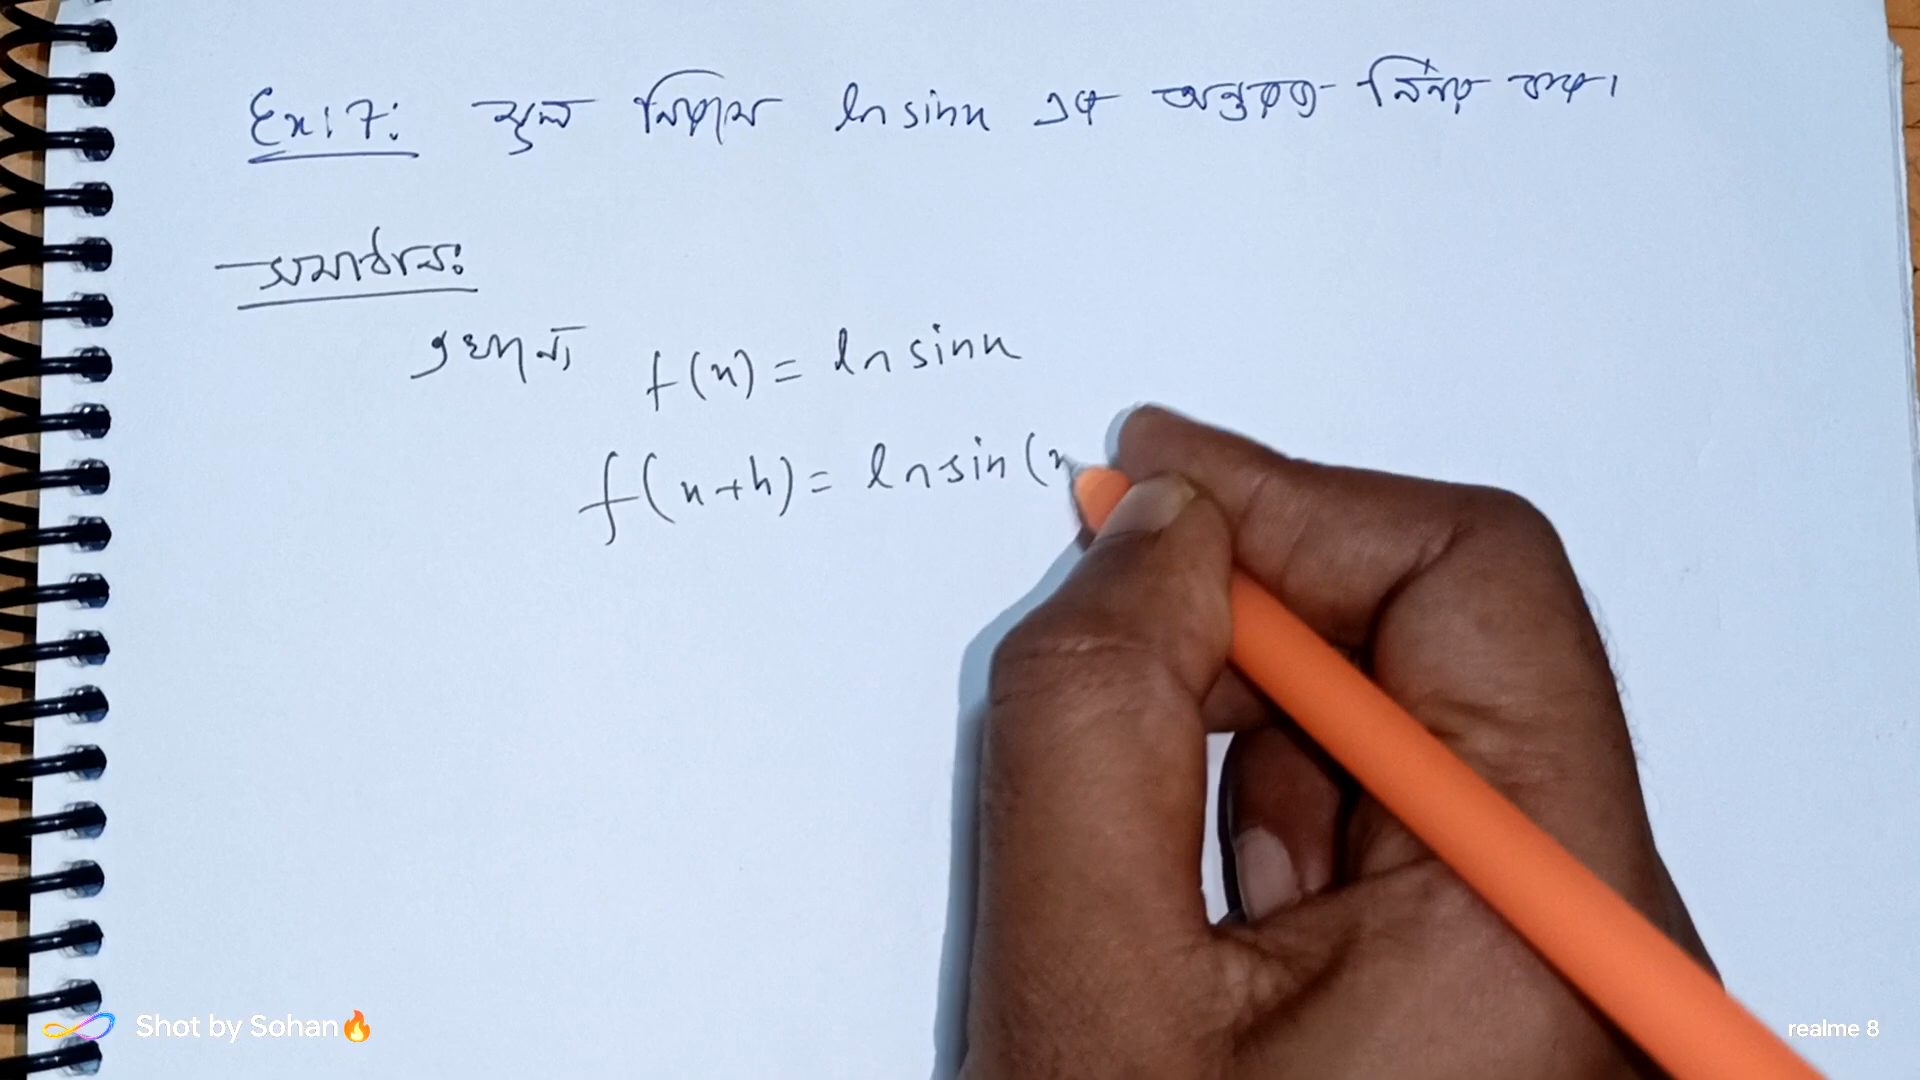 Ex: 7: মূল নিয়মে ln sinx এর অন্তরজ নির্ণয় কর।
সমাধান:
এখানে, f(x) = ln sinx
f(x+h) = ln sin (x
Shot by Sohan🔥
realme 8